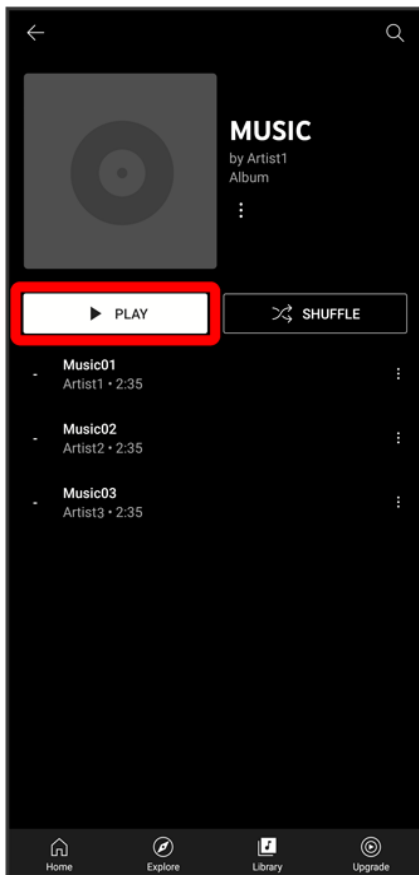 MUSIC
by Artist1
Album
PLAY
SHUFFLE
-
Music01
Artist1 • 2:35
-
Music02
Artist2 • 2:35
-
Music03
Artist3 • 2:35
Home
Explore
Library
Upgrade